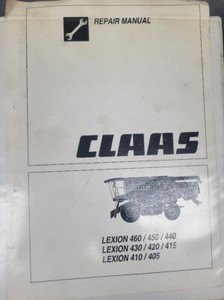 REPAIR MANUAL
CLAAS
LEXION 460 / 450 / 440
LEXION 430 / 420 / 415
LEXION 410 / 405